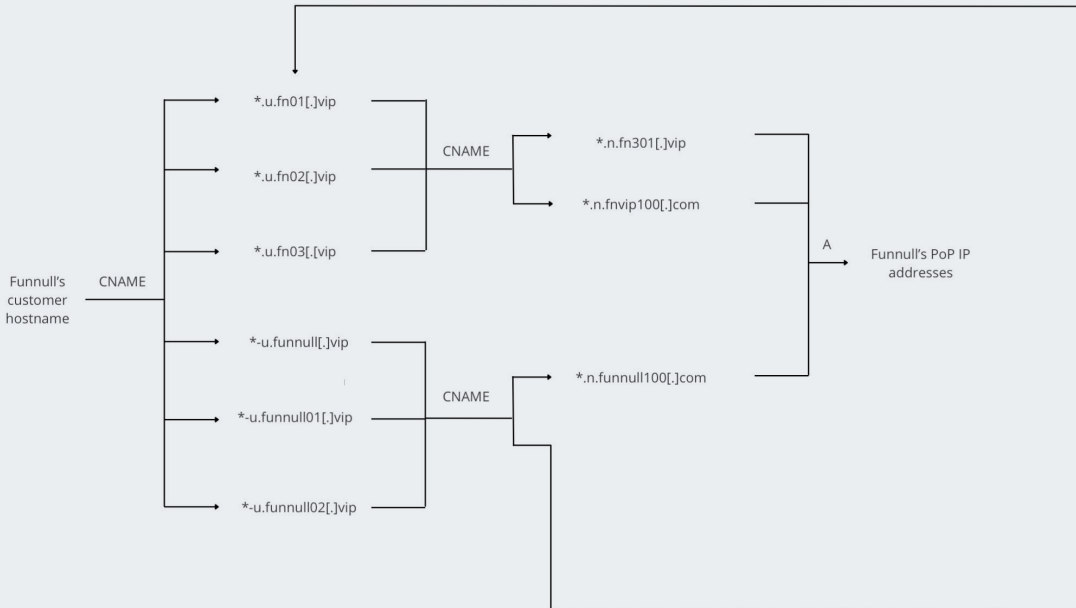 *.u.fn01[.]vip
*.n.fn301[.]vip
CNAME
*.u.fn02[.]vip
*.n.fnvip100[.]com
*.u.fn03[.[vip
A
Funnull's PoP IP
addresses
Funnull's
customer
hostname
CNAME
*-u.funnull[.]vip
*.n.funnull100[.]com
CNAME
*-u.funnull01[.]vip
*-u.funnull02[.]vip